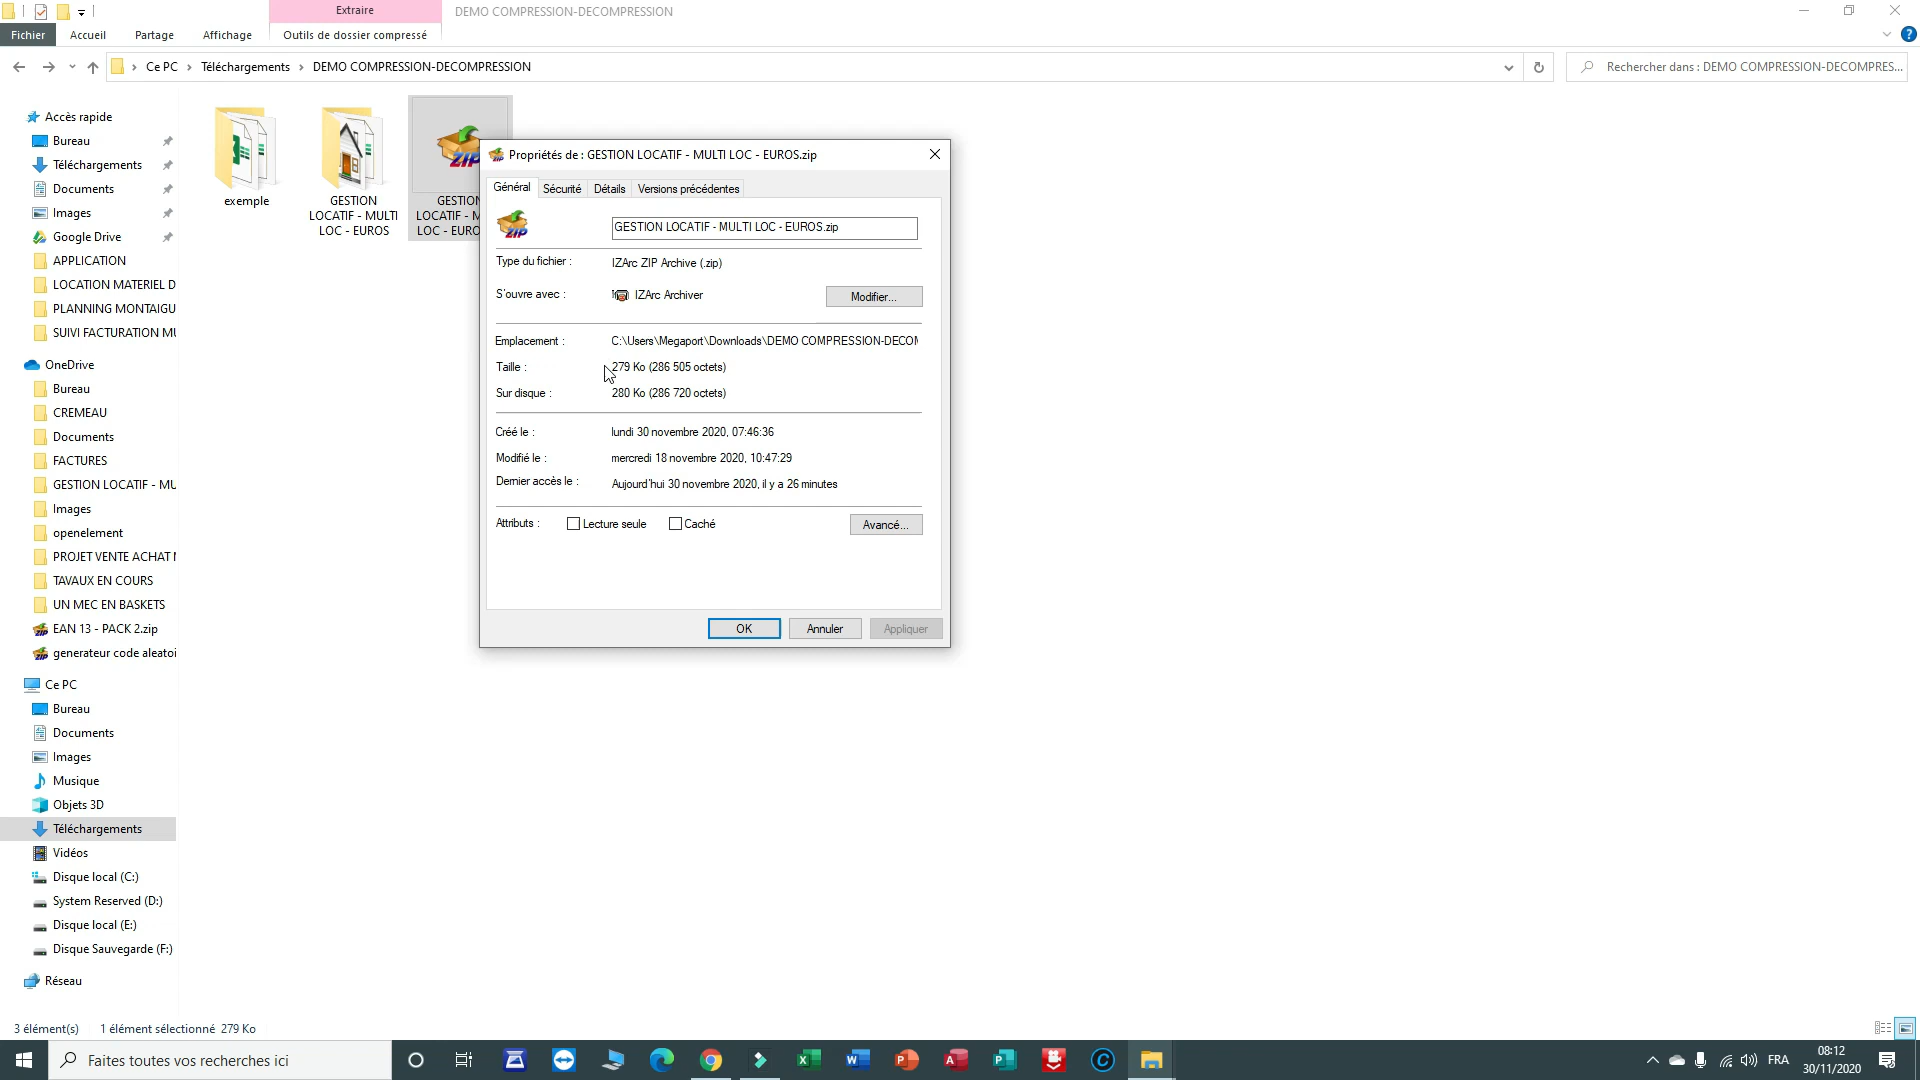 Extraire
DEMO COMPRESSION-DECOMPRESSION
Fichier
Accueil
Partage
Affichage
Outils de dossier compressé
Ce PC
Téléchargements
DEMO COMPRESSION-DECOMPRESSION
Rechercher dans : DEMO COMPRESSION-DECOMPRES...
Accès rapide
Bureau
Téléchargements
Documents
Images
Google Drive
APPLICATION
LOCATION MATERIEL D
PLANNING MONTAIGU
SUIVI FACTURATION MU
OneDrive
Bureau
CREMEAU
Documents
FACTURES
GESTION LOCATIF - MU
Images
openelement
PROJET VENTE ACHAT
TAVAUX EN COURS
UN MEC EN BASKETS
EAN 13 - PACK 2.zip
generateur code aleatoi
Ce PC
Bureau
Documents
Images
Musique
Objets 3D
Téléchargements
Vidéos
Disque local (C:)
System Reserved (D:)
Disque local (E:)
Disque Sauvegarde (F:)
Réseau
exemple
GESTION
LOCATIF - MULTI
LOC - EUROS
GESTION
LOCATIF - M
LOC - EURO
Propriétés de : GESTION LOCATIF - MULTI LOC - EUROS.zip
Général
Sécurité
Détails
Versions précédentes
ZIP
GESTION LOCATIF - MULTI LOC - EUROS.zip
Type du fichier :
IZArc ZIP Archive (.zip)
S'ouvre avec :
IZArc Archiver
Modifier...
Emplacement :
C:\Users\Megaport\Downloads\DEMO COMPRESSION-DECOM
Taille :
279 Ko (286 505 octets)
Sur disque :
280 Ko (286 720 octets)
Créé le :
lundi 30 novembre 2020, 07:46:36
Modifié le :
mercredi 18 novembre 2020, 10:47:29
Dernier accès le :
Aujourd'hui 30 novembre 2020, il y a 26 minutes
Attributs :
Lecture seule
Caché
Avancé...
OK
Annuler
Appliquer
3 élément(s)
1 élément sélectionné 279 Ko
Faites toutes vos recherches ici
FRA
08:12
30/11/2020